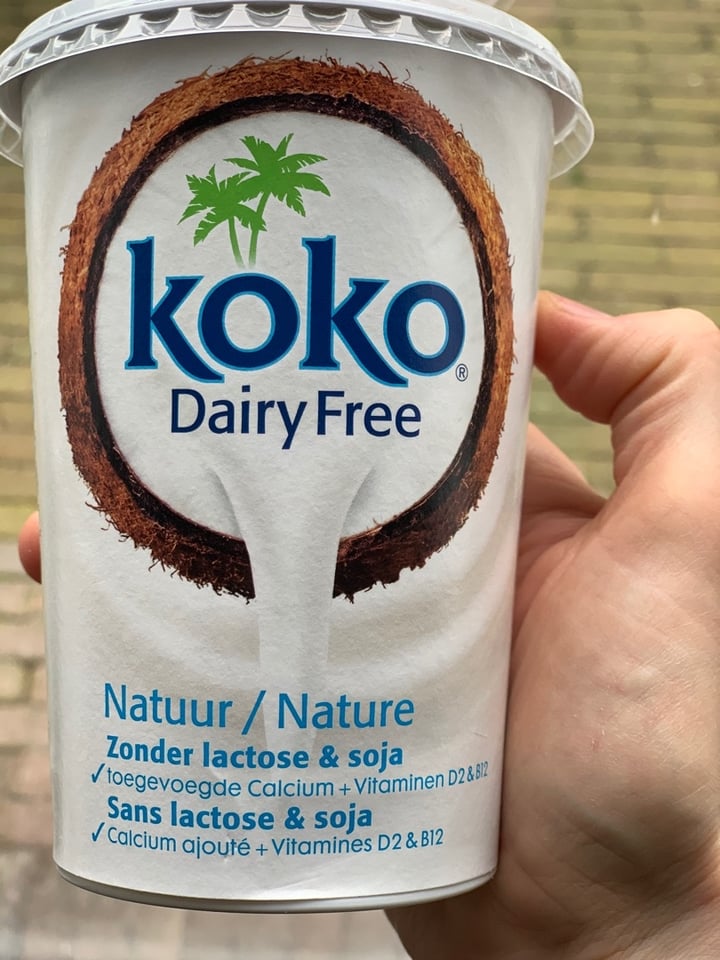 koko®
Dairy Free
Natuur / Nature
Zonder lactose & soja
✓toegevoegde Calcium + Vitaminen D2 & B12
Sans lactose & soja
✓Calcium ajouté + Vitamines D2 & B12